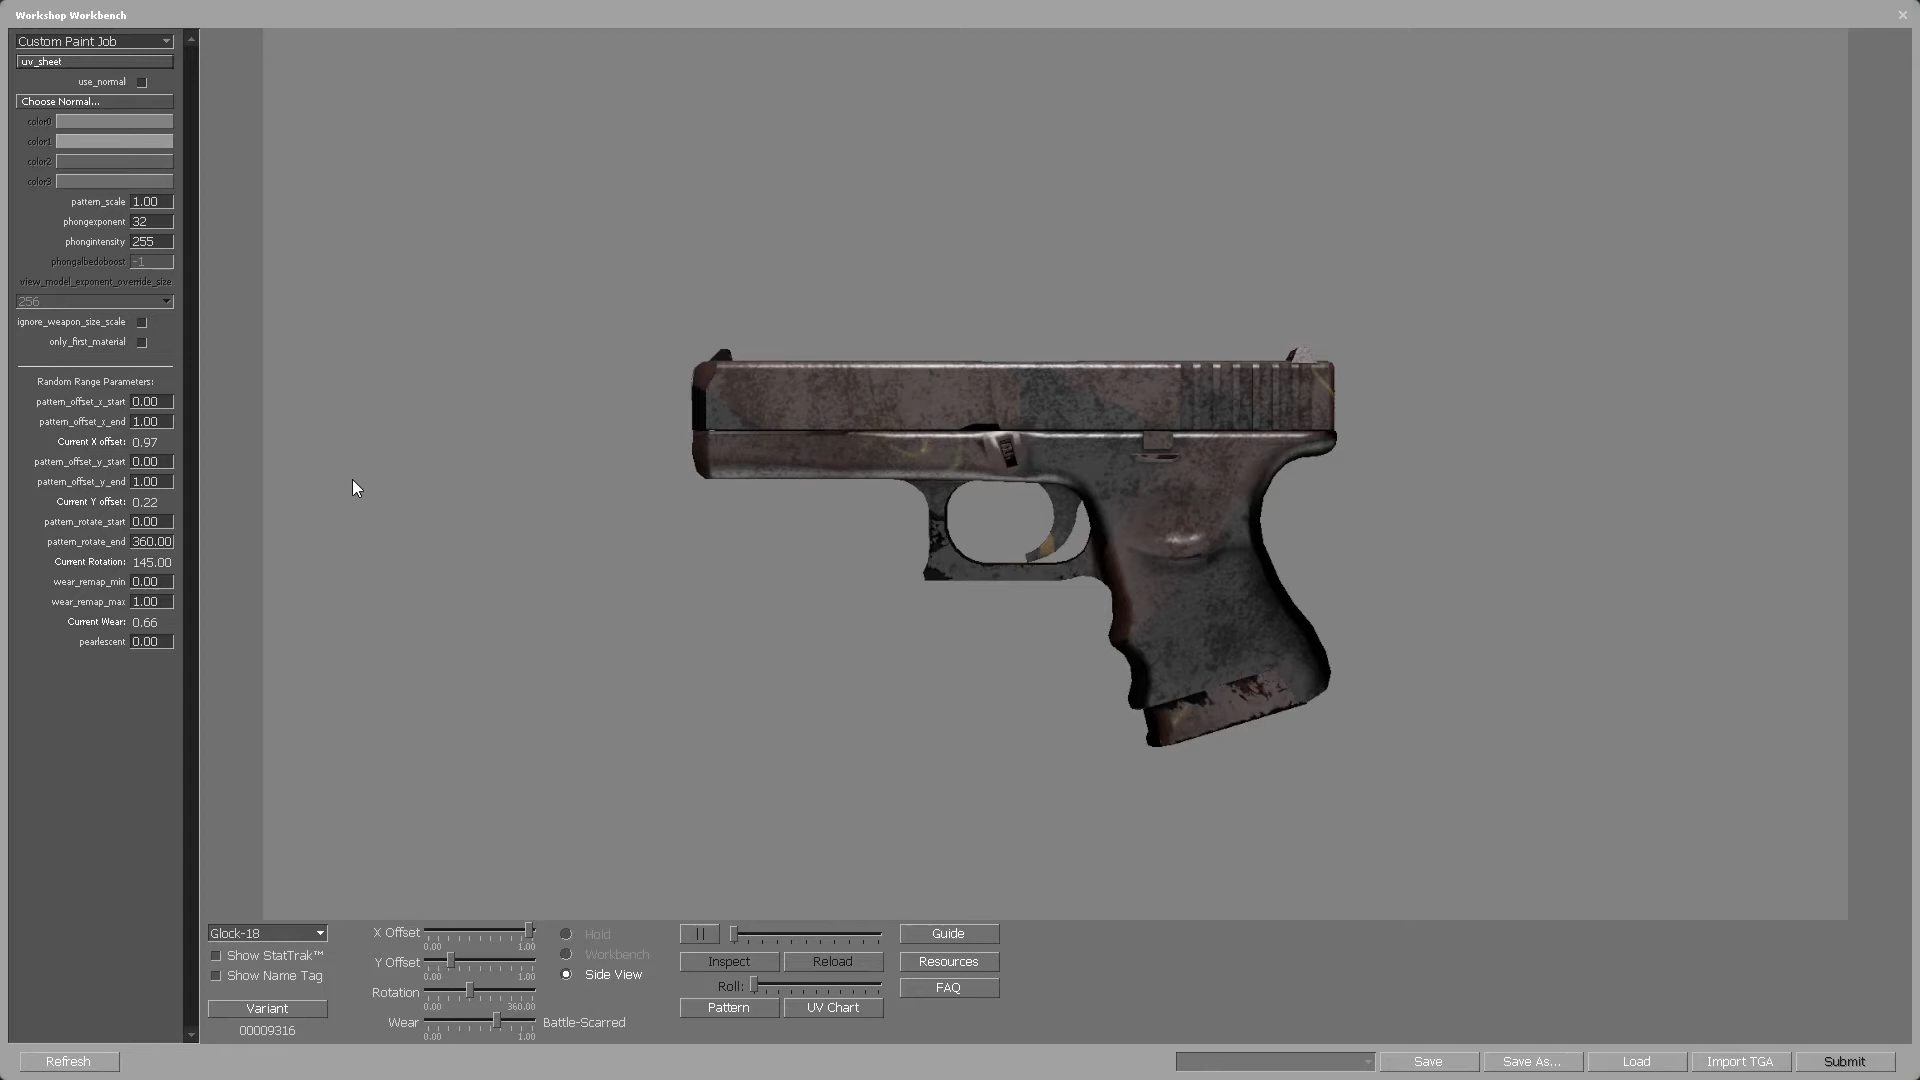 Workshop Workbench
Custom Paint Job
uv_sheet
use_normal
Choose Normal...
color0
color1
color2
color3
pattern_scale 1.00
phongexponent 32
phongintensity 255
phongalbedoboost -1
view_model_exponent_override_size
256
ignore_weapon_size_scale
only_first_material
Random Range Parameters:
pattern_offset_x_start 0.00
pattern_offset_x_end 1.00
Current X offset: 0.97
pattern_offset_y_start 0.00
pattern_offset_y_end 1.00
Current Y offset: 0.22
pattern_rotate_start 0.00
pattern_rotate_end 360.00
Current Rotation: 145.00
wear_remap_min 0.00
wear_remap_max 1.00
Current Wear: 0.66
pearlescent 0.00
Glock-18
Show StatTrak™
Show Name Tag
Variant
00009316
X Offset
0.00 1.00
Y Offset
0.00 1.00
Rotation
0.00 360.00
Wear Battle-Scarred
0.00 1.00
Hold
Workbench
Side View
Inspect Reload
Roll:
Pattern UV Chart
Guide
Resources
FAQ
Refresh
Save Save As... Load Import TGA Submit